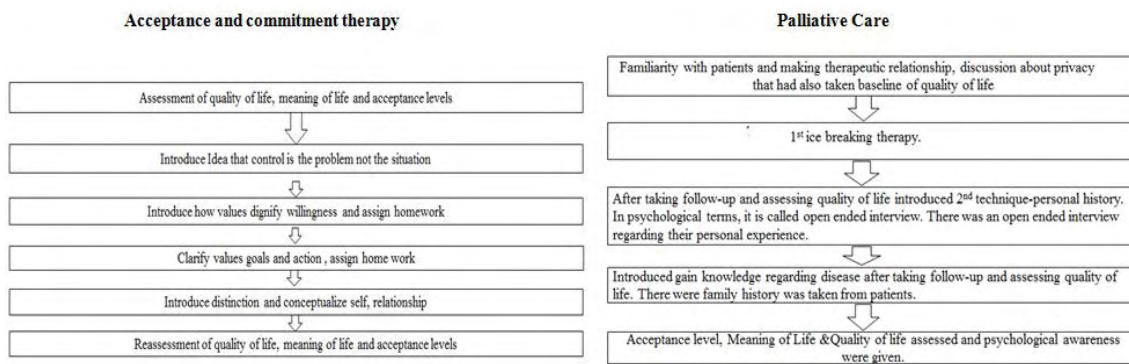 Acceptance and commitment therapy
Assessment of quality of life, meaning of life and acceptance levels
Introduce Idea that control is the problem not the situation
Introduce how values dignify willingness and assign homework
Clarify values goals and action , assign home work
Introduce distinction and conceptualize self, relationship
Reassessment of quality of life, meaning of life and acceptance levels
Palliative Care
Familiarity with patients and making therapeutic relationship, discussion about privacy
that had also taken baseline of quality of life
1st ice breaking therapy.
After taking follow-up and assessing quality of life introduced 2nd technique-personal history.
In psychological terms, it is called open ended interview. There was an open ended interview
regarding their personal experience.
Introduced gain knowledge regarding disease after taking follow-up and assessing quality of
life. There were family history was taken from patients.
Acceptance level, Meaning of Life &Quality of life assessed and psychological awareness
were given.